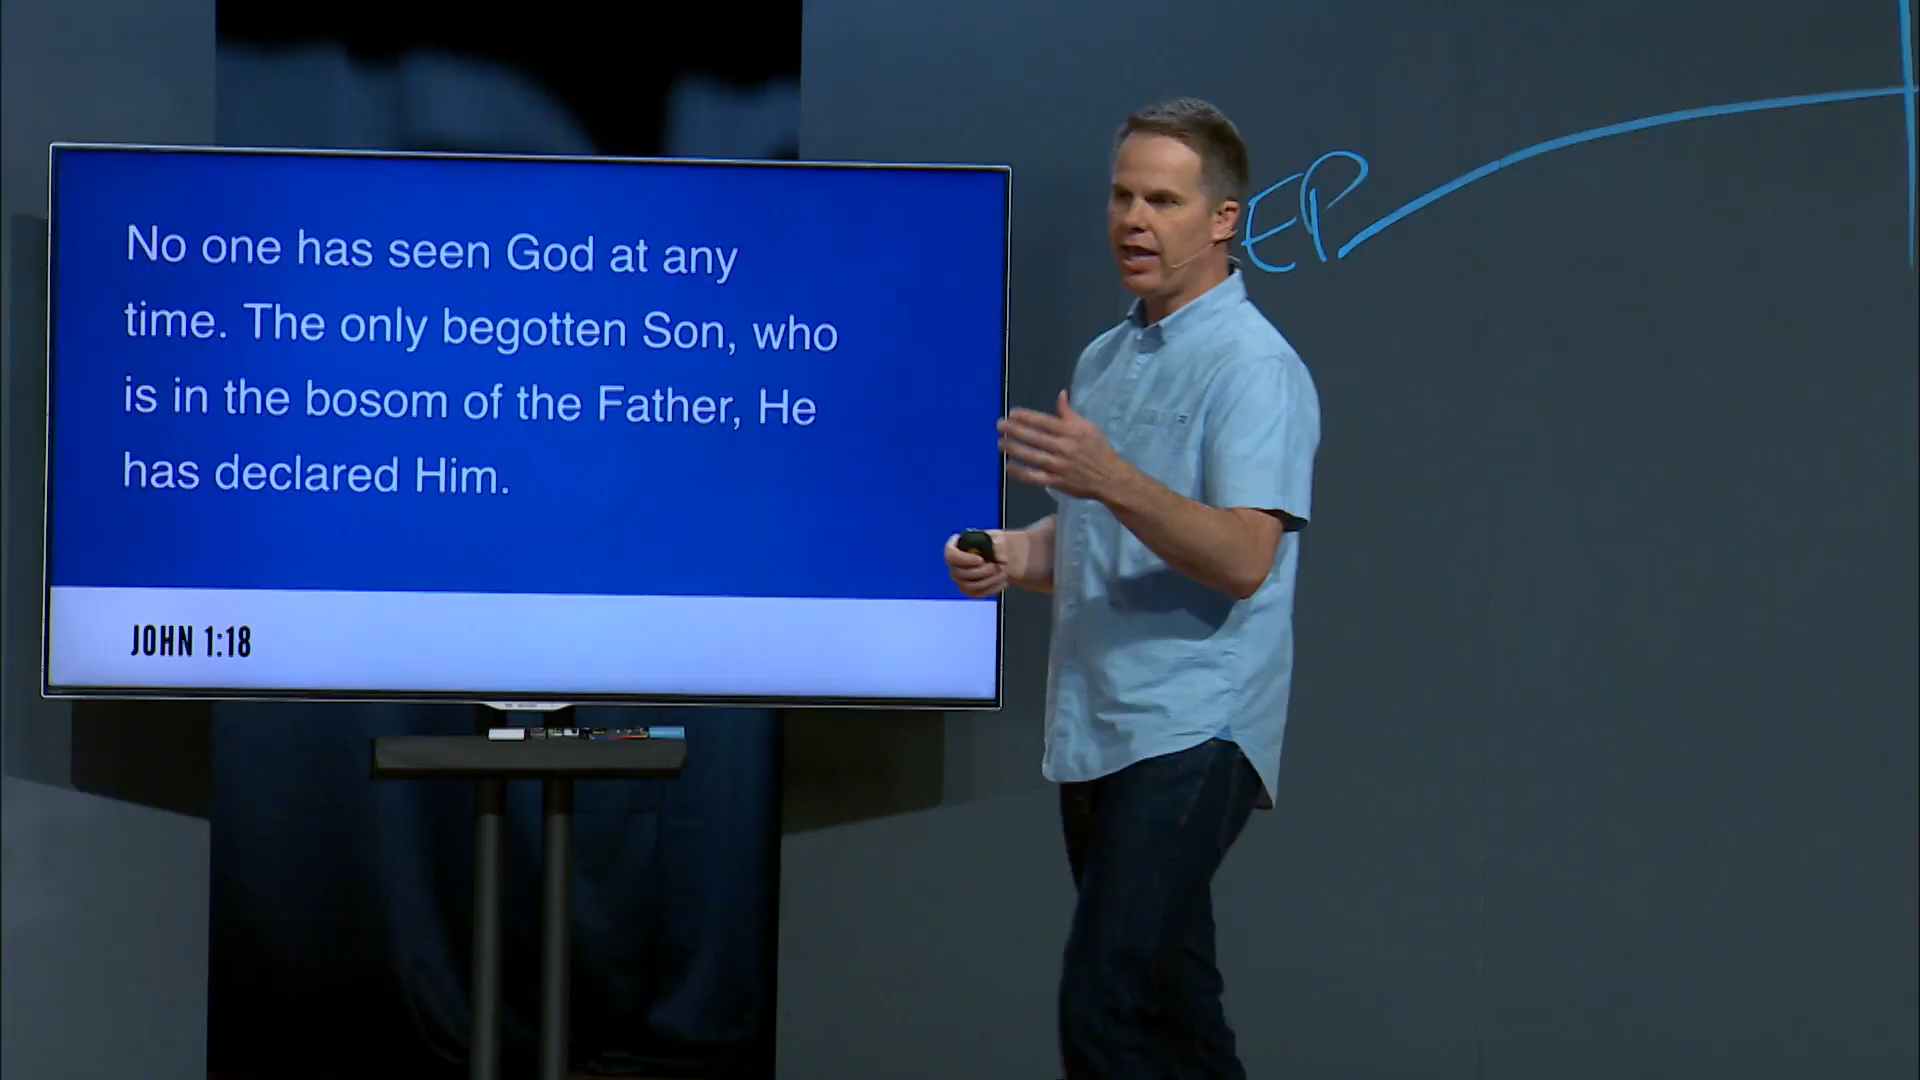 No one has seen God at any
time. The only begotten Son, who
is in the bosom of the Father, He
has declared Him.
JOHN 1:18
EP